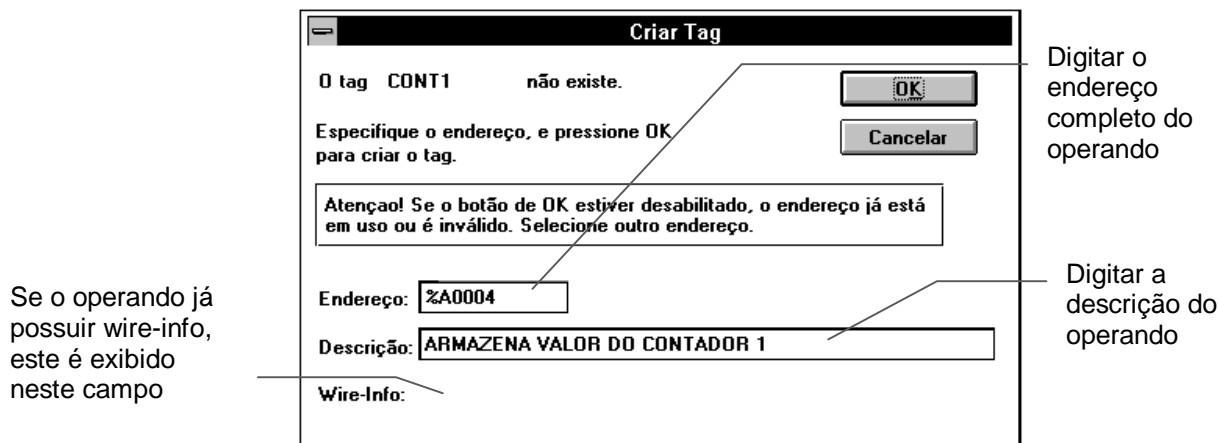 Criar Tag
O tag CONT1 não existe.
OK
Especifique o endereço, e pressione OK
para criar o tag.
Cancelar
Atençao! Se o botão de OK estiver desabilitado, o endereço já está
em uso ou é inválido. Selecione outro endereço.
Endereço: %A0004
Descrição: ARMAZENA VALOR DO CONTADOR 1
Wire-Info:
Digitar o
endereço
completo do
operando
Digitar a
descrição do
operando
Se o operando já
possuir wire-info,
este é exibido
neste campo